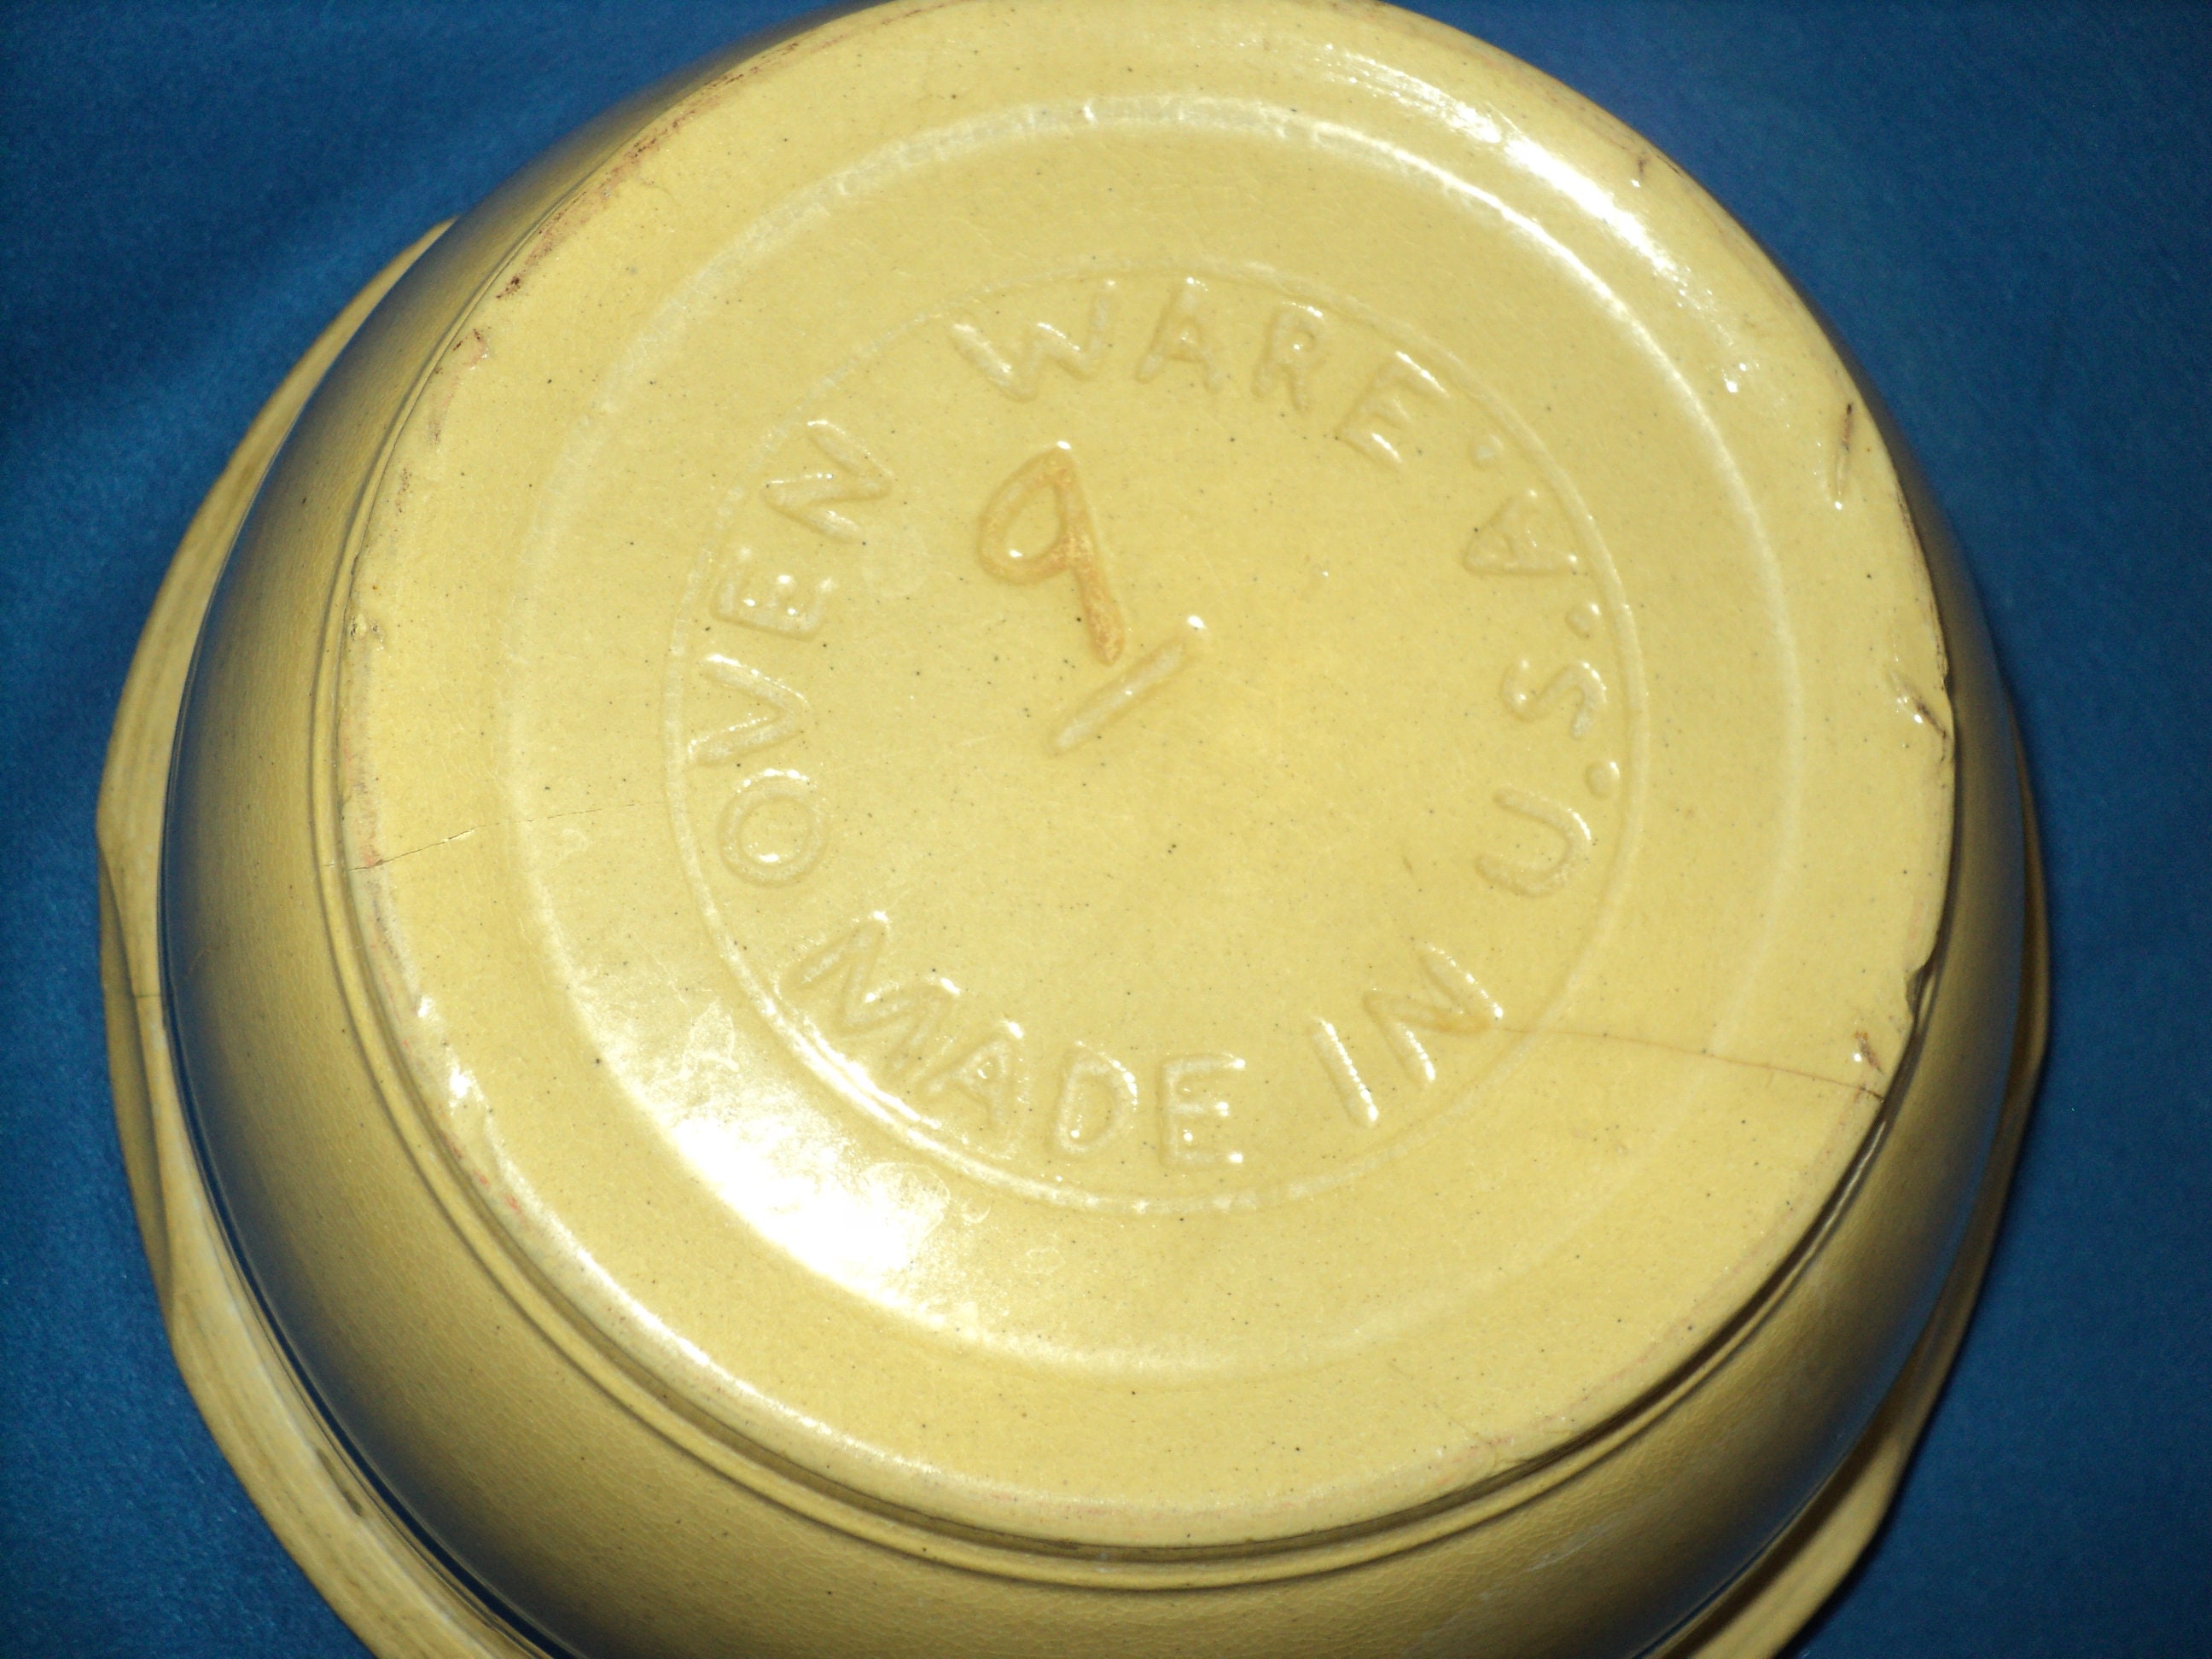 OVEN WARE · MADE IN U·S·A·
9